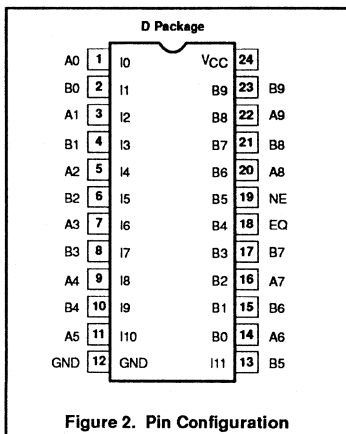 D Package
A0 1 I0 VCC 24
B0 2 I1 B9 23 B9
A1 3 I2 B8 22 A9
B1 4 I3 B7 21 B8
A2 5 I4 B6 20 A8
B2 6 I5 B5 19 NE
A3 7 I6 B4 18 EQ
B3 8 I7 B3 17 B7
A4 9 I8 B2 16 A7
B4 10 I9 B1 15 B6
A5 11 I10 B0 14 A6
GND 12 GND I11 13 B5
Figure 2. Pin Configuration